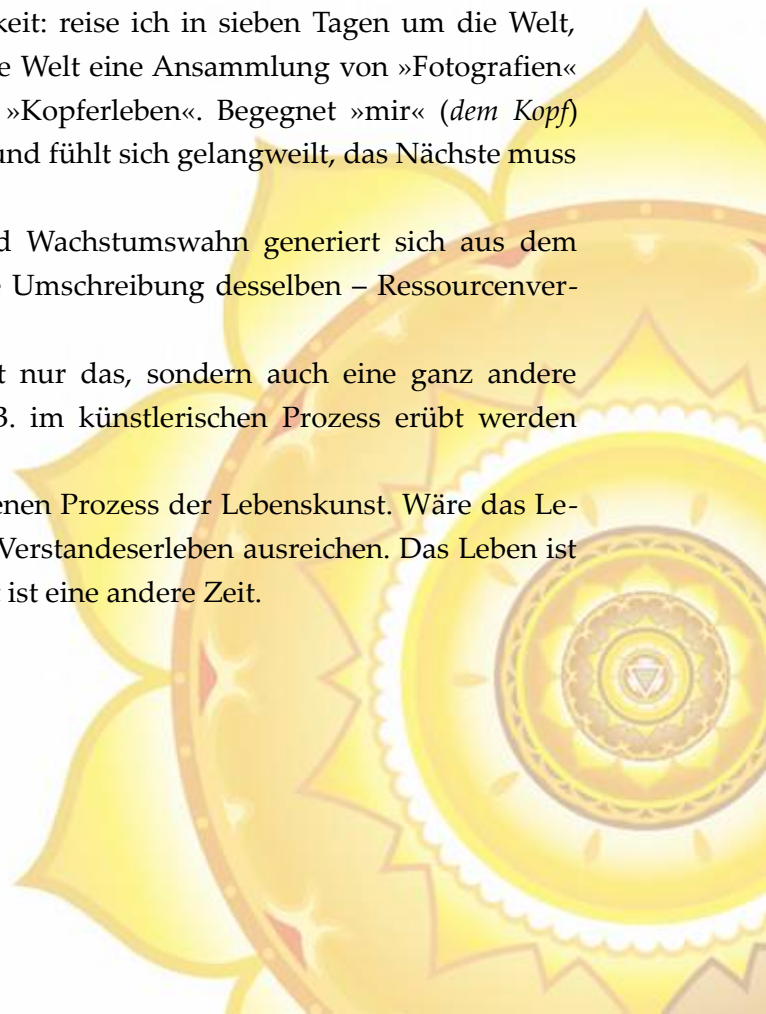 keit: reise ich in sieben Tagen um die Welt,
e Welt eine Ansammlung von »Fotografien«
»Kopferleben«. Begegnet »mir« (dem Kopf)
und fühlt sich gelangweilt, das Nächste muss
d Wachstumswahn generiert sich aus dem
e Umschreibung desselben – Ressourcenver-
t nur das, sondern auch eine ganz andere
B. im künstlerischen Prozess erübt werden
enen Prozess der Lebenskunst. Wäre das Le-
Verstandeserleben ausreichen. Das Leben ist
t ist eine andere Zeit.